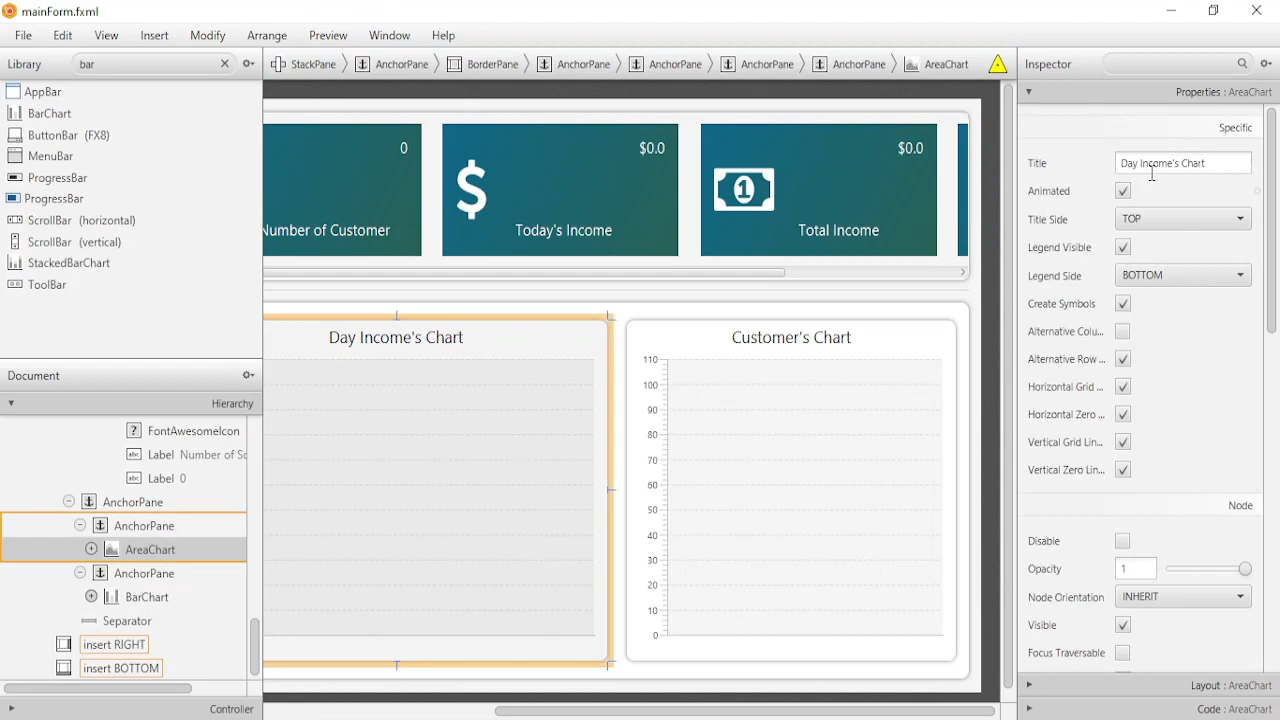 mainForm.fxml
File Edit View Insert Modify Arrange Preview Window Help
Library bar
StackPane AnchorPane BorderPane AnchorPane AnchorPane AnchorPane AnchorPane AreaChart
Inspector
AppBar
BarChart
ButtonBar (FX8)
MenuBar
ProgressBar
ProgressBar
ScrollBar (horizontal)
ScrollBar (vertical)
StackedBarChart
ToolBar
Document
Hierarchy
FontAwesomeIcon
Label Number of Sc
Label 0
AnchorPane
AnchorPane
AreaChart
AnchorPane
BarChart
Separator
insert RIGHT
insert BOTTOM
Controller
0
Number of Customer
$0.0
$
Today's Income
$0.0
1
Total Income
Day Income's Chart
Customer's Chart
110
100
90
80
70
60
50
40
30
20
10
0
Properties : AreaChart
Specific
Title Day Income's Chart
Animated
Title Side TOP
Legend Visible
Legend Side BOTTOM
Create Symbols
Alternative Colu...
Alternative Row ...
Horizontal Grid ...
Horizontal Zero ...
Vertical Grid Lin...
Vertical Zero Lin...
Node
Disable
Opacity 1
Node Orientation INHERIT
Visible
Focus Traversable
Layout : AreaChart
Code : AreaChart